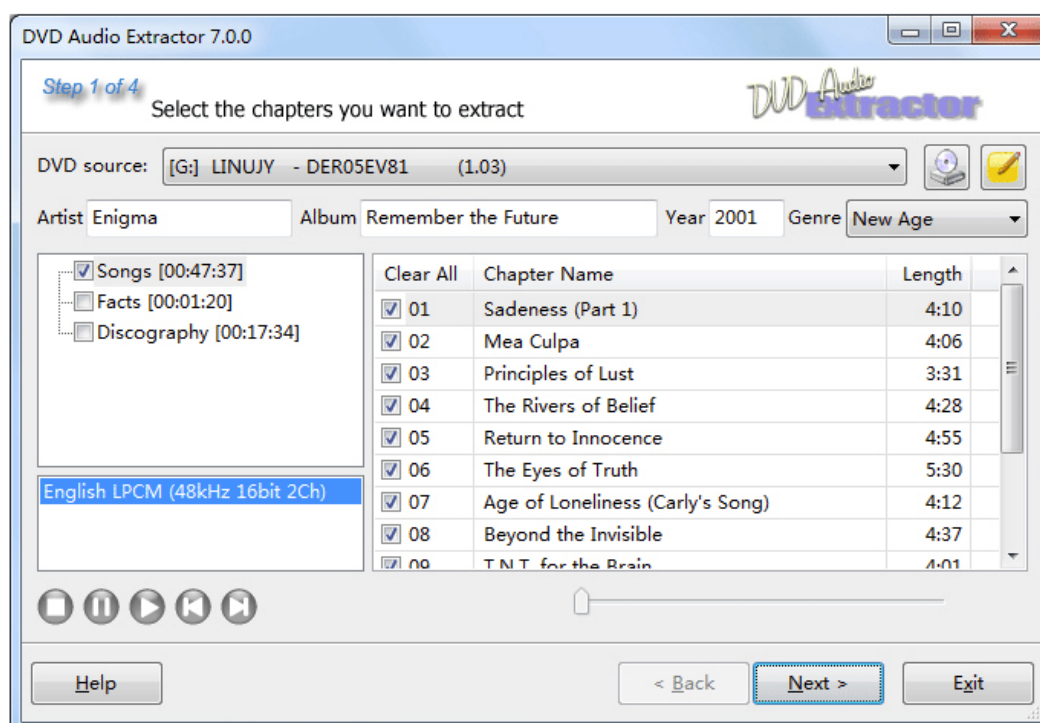 DVD Audio Extractor 7.0.0
Step 1 of 4
Select the chapters you want to extract
DVD Audio Extractor
DVD source: [G:] LINUJY - DER05EV81 (1.03)
Artist Enigma Album Remember the Future Year 2001 Genre New Age
Songs [00:47:37]
Facts [00:01:20]
Discography [00:17:34]
English LPCM (48kHz 16bit 2Ch)
Clear All Chapter Name Length
01 Sadeness (Part 1) 4:10
02 Mea Culpa 4:06
03 Principles of Lust 3:31
04 The Rivers of Belief 4:28
05 Return to Innocence 4:55
06 The Eyes of Truth 5:30
07 Age of Loneliness (Carly's Song) 4:12
08 Beyond the Invisible 4:37
09 T.N.T. for the Brain 4:01
Help < Back Next > Exit